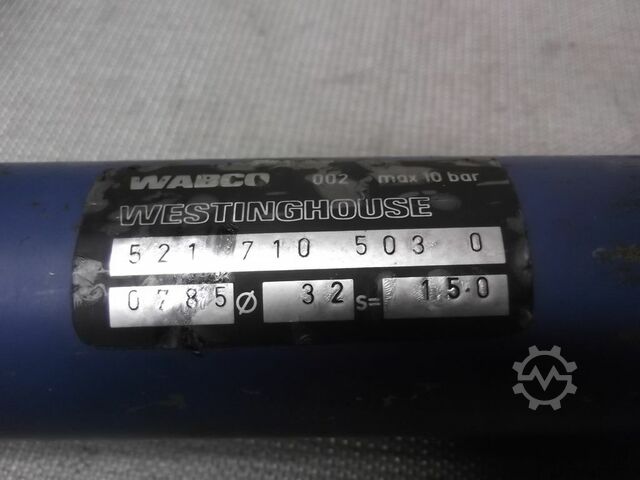 WABCO 002 max 10 bar
WESTINGHOUSE
521 710 503 0
0785 Ø 32 S= 150